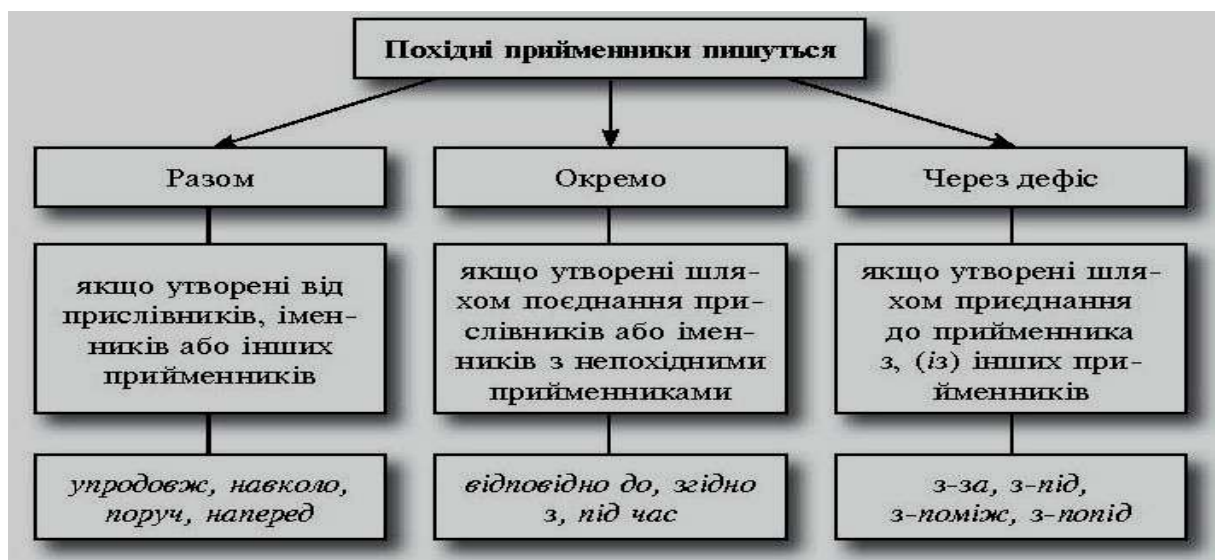 Похідні прийменники пишуться
Разом
Окремо
Через дефіс
якщо утворені від
прислівників, імен-
ників або інших
прийменників
якщо утворені шля-
хом поєднання при-
слівників або імен-
ників з непохідними
прийменниками
якщо утворені шля-
хом приєднання
до прийменника
з, (із) інших при-
йменників
упродовж, навколо,
поруч, наперед
відповідно до, згідно
з, під час
з-за, з-під,
з-поміж, з-попід